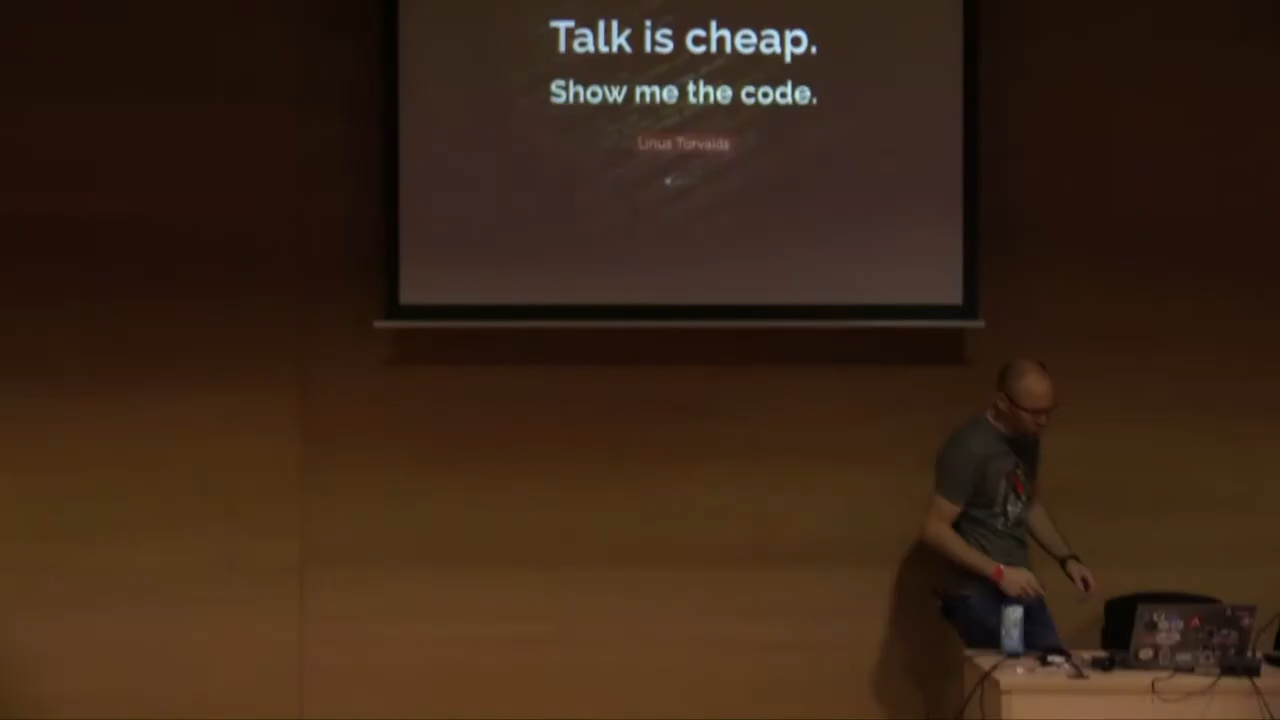 Talk is cheap.
Show me the code.
Linus Torvalds